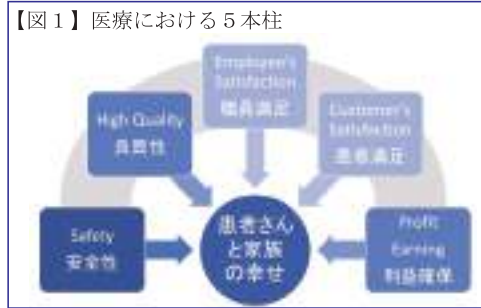 【図１】医療における５本柱
Employee's
Satisfaction
職員満足
High Quality
良質性
Customer's
Satisfaction
患者満足
Safety
安全性
患者さん
と家族
の幸せ
Profit
Earning
利益確保